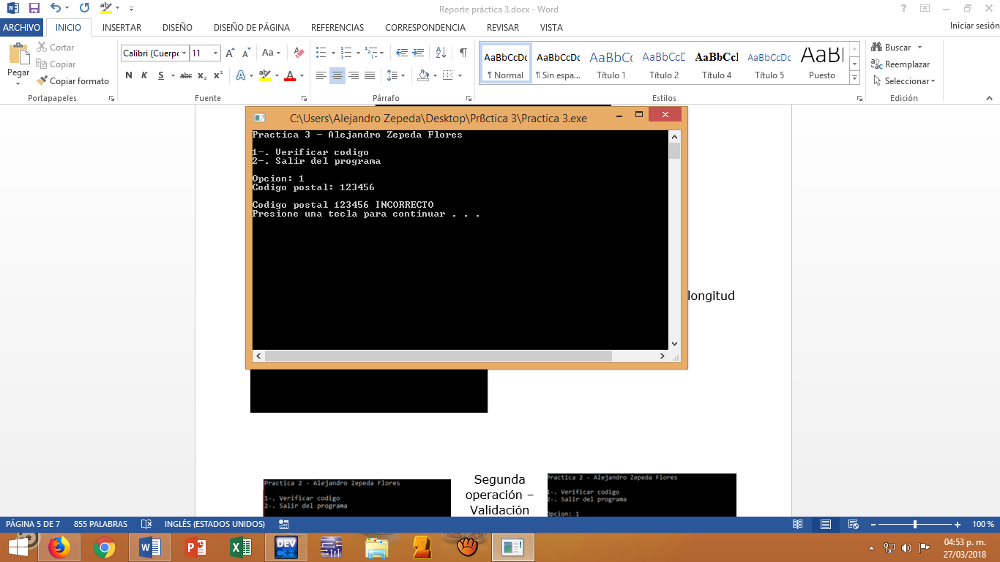 Reporte práctica 3.docx - Word
ARCHIVO INICIO INSERTAR DISEÑO DISEÑO DE PÁGINA REFERENCIAS CORRESPONDENCIA REVISAR VISTA Iniciar sesión
Pegar
Cortar
Copiar
Copiar formato
Portapapeles
Calibri (Cuerpo 11
N K S abc x₂ x²
Fuente
Párrafo
AaBbCcDc AaBbCcDc AaBbCc AaBbCcD AaBbCcI AaBbCcDc AaBbI
¶ Normal ¶ Sin espa... Título 1 Título 2 Título 4 Título 5 Puesto
Estilos
Buscar
Reemplazar
Seleccionar
Edición
C:\Users\Alejandro Zepeda\Desktop\Prßctica 3\Practica 3.exe
Practica 3 - Alejandro Zepeda Flores
1-. Verificar codigo
2-. Salir del programa
Opcion: 1
Codigo postal: 123456
Codigo postal 123456 INCORRECTO
Presione una tecla para continuar . . .
longitud
Practica 2 - Alejandro Zepeda Flores
1-. Verificar codigo
2-. Salir del programa
Segunda
operación –
Validación
Practica 2 - Alejandro Zepeda Flores
1-. Verificar codigo
2-. Salir del programa
Opcion: 1
PÁGINA 5 DE 7 855 PALABRAS INGLÉS (ESTADOS UNIDOS) 100 %
DEV
C++
04:53 p. m.
27/03/2018